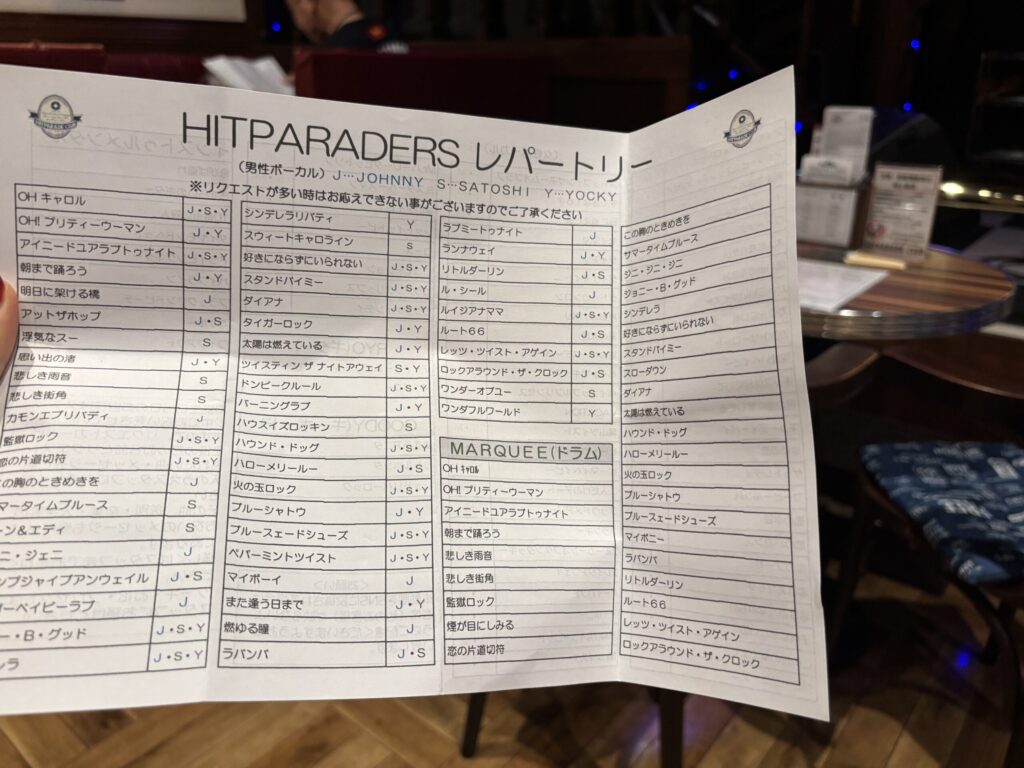 HITPARADERS レパートリー
(男性ボーカル) J…JOHNNY S…SATOSHI Y…YOCKY
※リクエストが多い時はお応えできない事がございますのでご了承ください
OH キャロル J・S・Y
OH! プリティーウーマン J・Y
アイニードユアラブトゥナイト J・S・Y
朝まで踊ろう J・Y
明日に架ける橋 J
アットザホップ J・S
浮気なスー S
思い出の渚 J・Y
悲しき雨音 S
悲しき街角 S
カモンエブリバディ J
監獄ロック J・S・Y
恋の片道切符 J・S・Y
の胸のときめきを J
マータイムブルース S
ーン&エディ S
ニ・ジェニ J
ンプジャイブアンウェイル J・S
ーベイビーラブ J
ー・B・グッド J・S・Y
ラ J・S・Y
シンデレラリバティ Y
スウィートキャロライン S
好きにならずにいられない J・S・Y
スタンドバイミー J・S・Y
ダイアナ J・S・Y
タイガーロック J・Y
太陽は燃えている J・Y
ツイスティン ザ ナイトアウェイ S・Y
ドンビークルール J・S・Y
バーニングラブ J・Y
ハウスイズロッキン S
ハウンド・ドッグ J・S・Y
ハローメリールー J・S
火の玉ロック J・S・Y
ブルーシャトウ J・Y
ブルースェードシューズ J・S・Y
ペパーミントツイスト J・S・Y
マイボーイ J
また逢う日まで J・Y
燃ゆる瞳 J
ラバンバ J・S
ラブミートゥナイト J
ランナウェイ J・Y
リトルダーリン J・S
ル・シール J
ルイジアナママ J・S・Y
ルート66 J・S
レッツ・ツイスト・アゲイン J・S・Y
ロックアラウンド・ザ・クロック J・S
ワンダーオブユー S
ワンダフルワールド Y
MARQUEE(ドラム)
OH キャロル
OH! プリティーウーマン
アイニードユアラブトゥナイト
朝まで踊ろう
悲しき雨音
悲しき街角
監獄ロック
煙が目にしみる
恋の片道切符
この胸のときめきを
サマータイムブルース
ジニ・ジニ・ジニ
ジョニー・B・グッド
シンデレラ
好きにならずにいられない
スタンドバイミー
スローダウン
ダイアナ
太陽は燃えている
ハウンド・ドッグ
ハローメリールー
火の玉ロック
ブルーシャトウ
ブルースェードシューズ
マイボニー
ラバンバ
リトルダーリン
ルート66
レッツ・ツイスト・アゲイン
ロックアラウンド・ザ・クロック